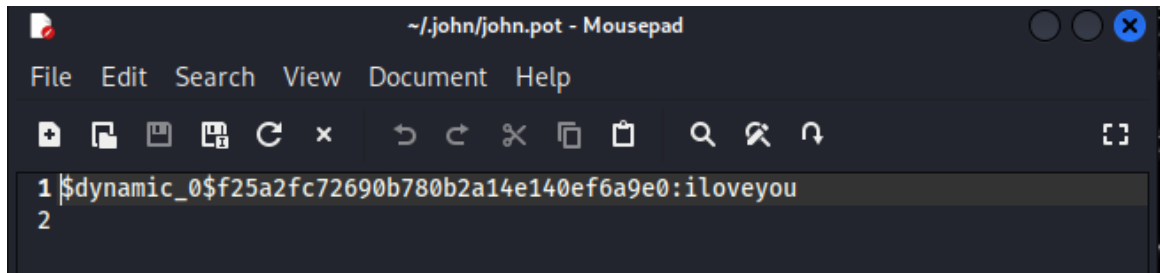 ~/.john/john.pot - Mousepad
File Edit Search View Document Help
1 $dynamic_0$f25a2fc72690b780b2a14e140ef6a9e0:iloveyou
2